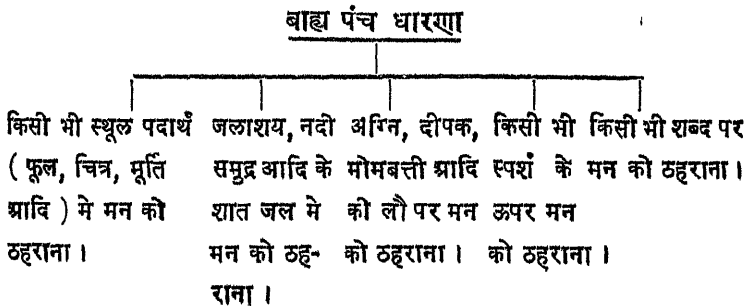 बाह्य पंच धारणा
किसी भी स्थूल पदार्थ
( फूल, चित्र, मूर्ति
आदि ) मे मन को
ठहराना ।
जलाशय, नदी
समुद्र आदि के
शात जल मे
मन को ठह-
राना ।
अग्नि, दीपक,
मोमबत्ती आदि
की लौ पर मन
को ठहराना ।
किसी भी
स्पर्श के
ऊपर मन
को ठहराना ।
किसी भी शब्द पर
मन को ठहराना ।